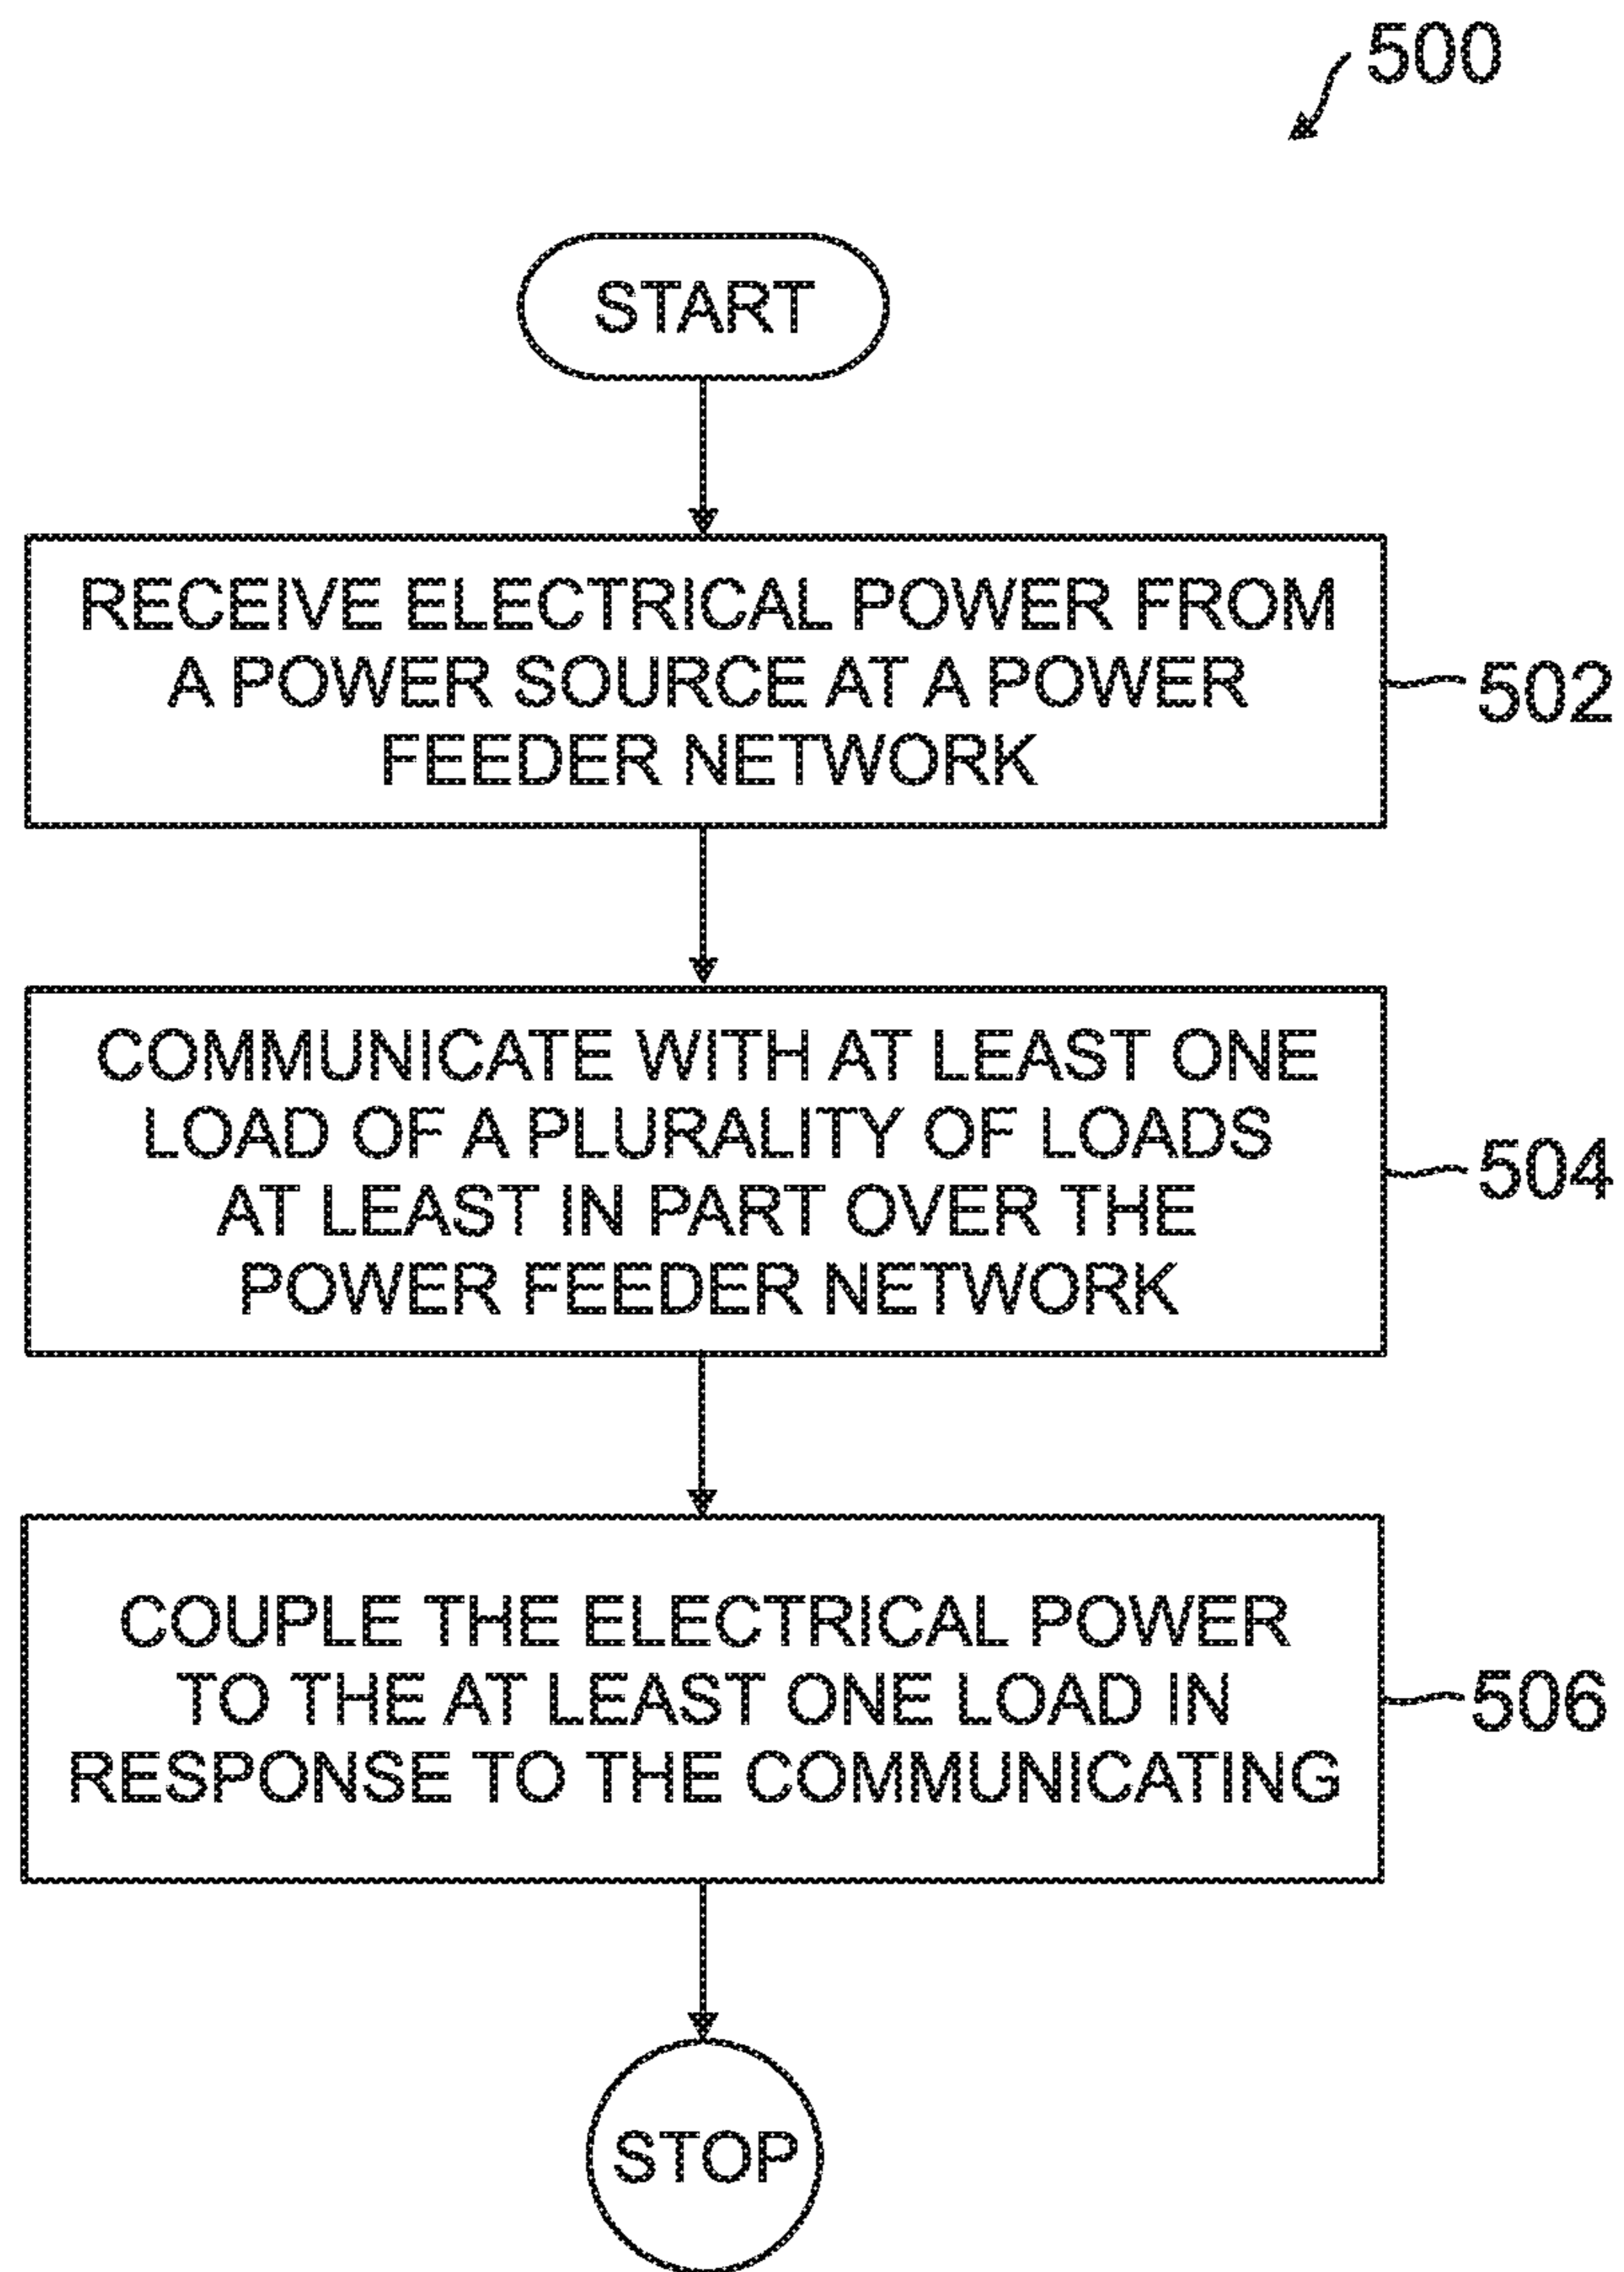 500
START
RECEIVE ELECTRICAL POWER FROM
A POWER SOURCE AT A POWER
FEEDER NETWORK
502
COMMUNICATE WITH AT LEAST ONE
LOAD OF A PLURALITY OF LOADS
AT LEAST IN PART OVER THE
POWER FEEDER NETWORK
504
COUPLE THE ELECTRICAL POWER
TO THE AT LEAST ONE LOAD IN
RESPONSE TO THE COMMUNICATING
506
STOP